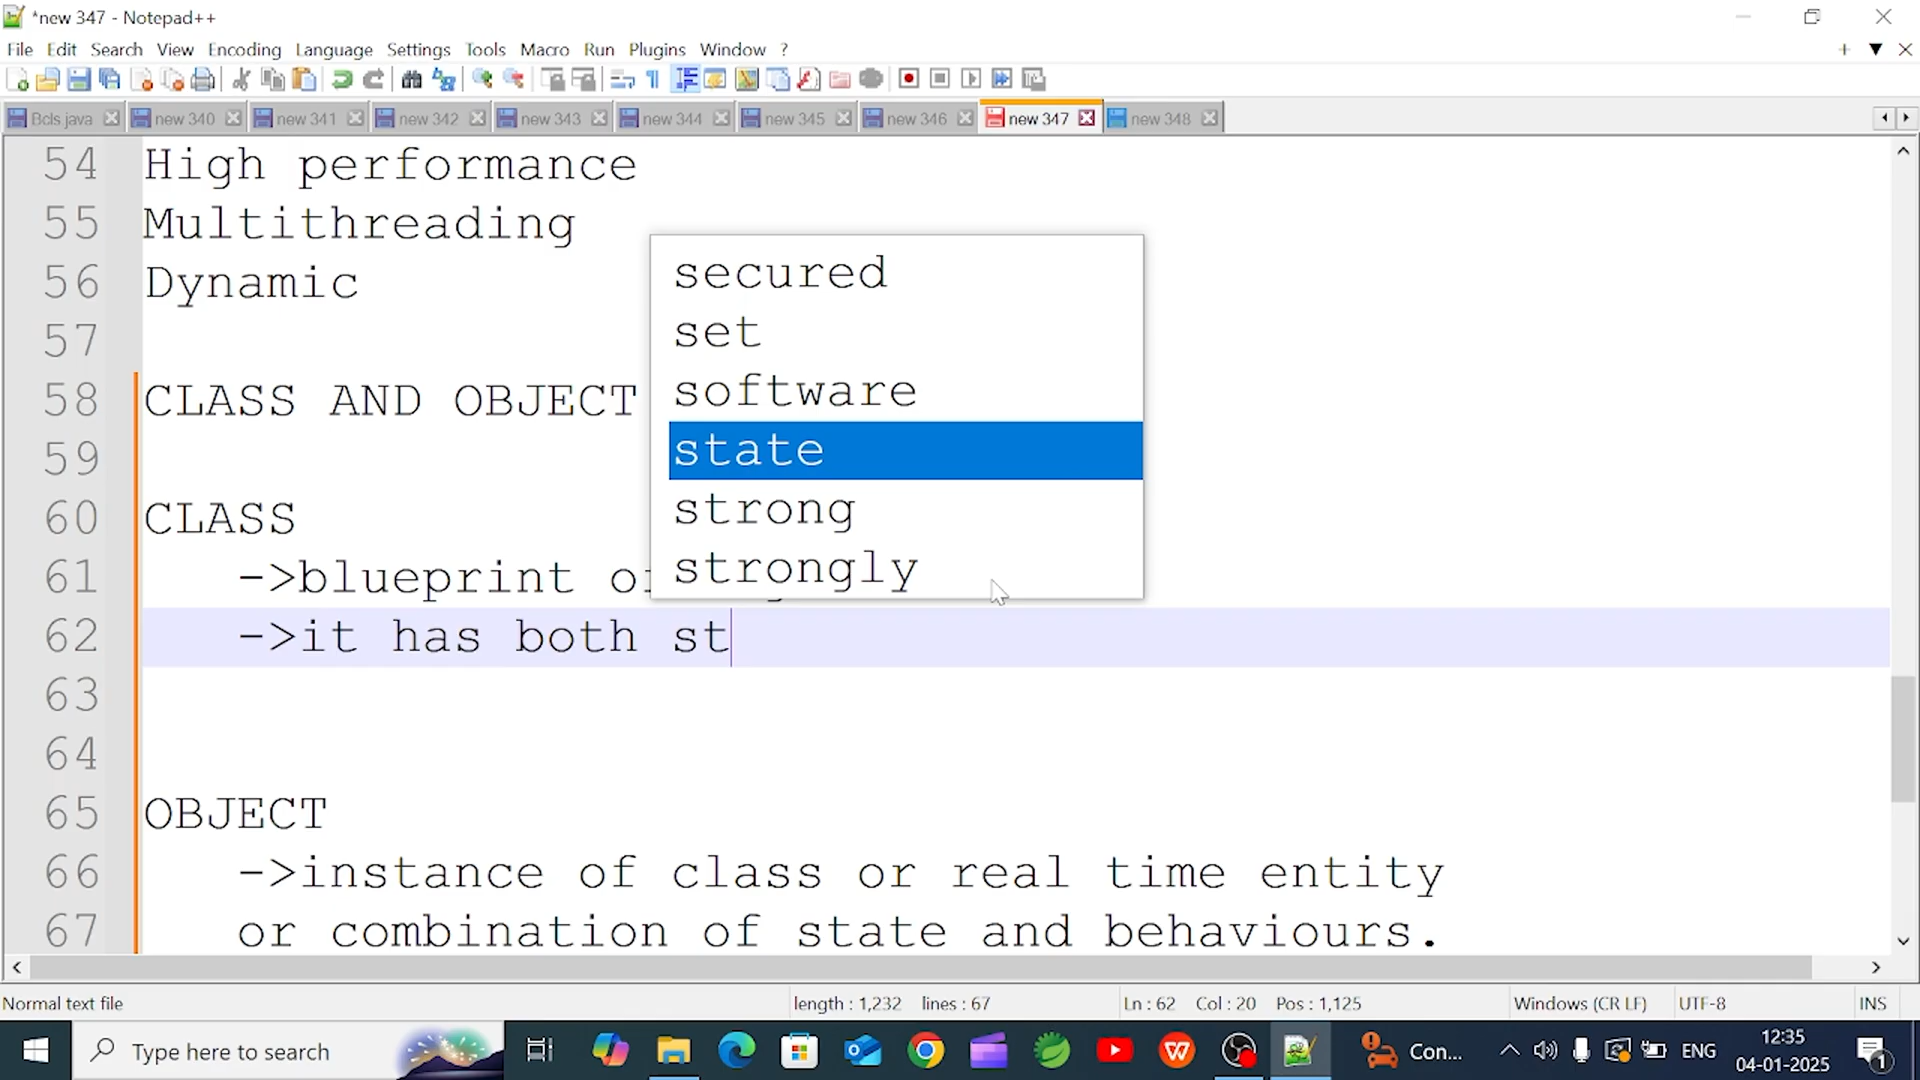 *new 347 - Notepad++
File Edit Search View Encoding Language Settings Tools Macro Run Plugins Window ?
Bcls java new 340 new 341 new 342 new 343 new 344 new 345 new 346 new 347 new 348
54 High performance
55 Multithreading
56 Dynamic
57
58 CLASS AND OBJECT
59
60 CLASS
61 ->blueprint
62 ->it has both st
63
64
65 OBJECT
66 ->instance of class or real time entity
67 or combination of state and behaviours.
secured
set
software
state
strong
strongly
Normal text file length : 1,232 lines : 67 Ln : 62 Col : 20 Pos : 1,125 Windows (CR LF) UTF-8 INS
Type here to search Con... ENG 12:35
04-01-2025 1